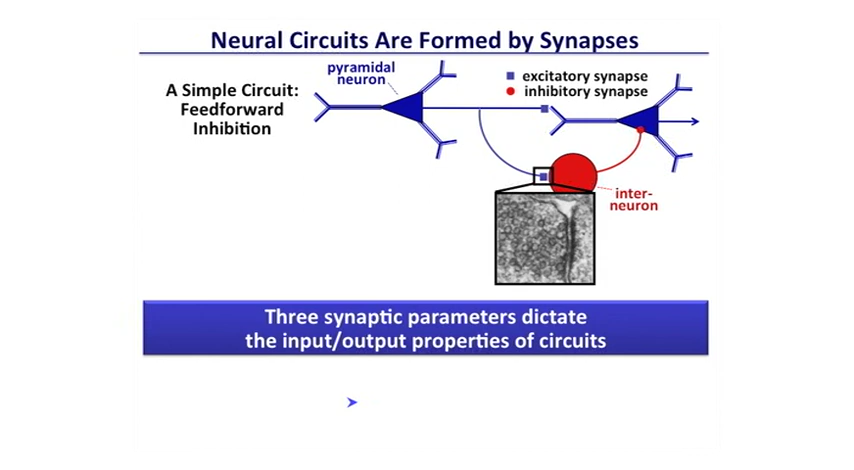 Neural Circuits Are Formed by Synapses
A Simple Circuit:
Feedforward
Inhibition
pyramidal
neuron
excitatory synapse
inhibitory synapse
inter-
neuron
Three synaptic parameters dictate
the input/output properties of circuits